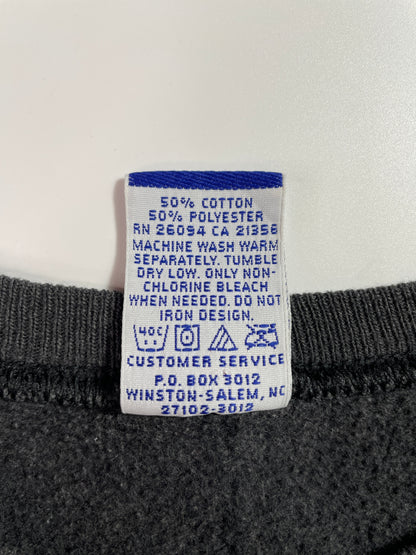 50% COTTON
50% POLYESTER
RN 26094 CA 21356
MACHINE WASH WARM
SEPARATELY. TUMBLE
DRY LOW. ONLY NON-
CHLORINE BLEACH
WHEN NEEDED. DO NOT
IRON DESIGN.
40C
CUSTOMER SERVICE
P.O. BOX 3012
WINSTON-SALEM, NC
27102-3012